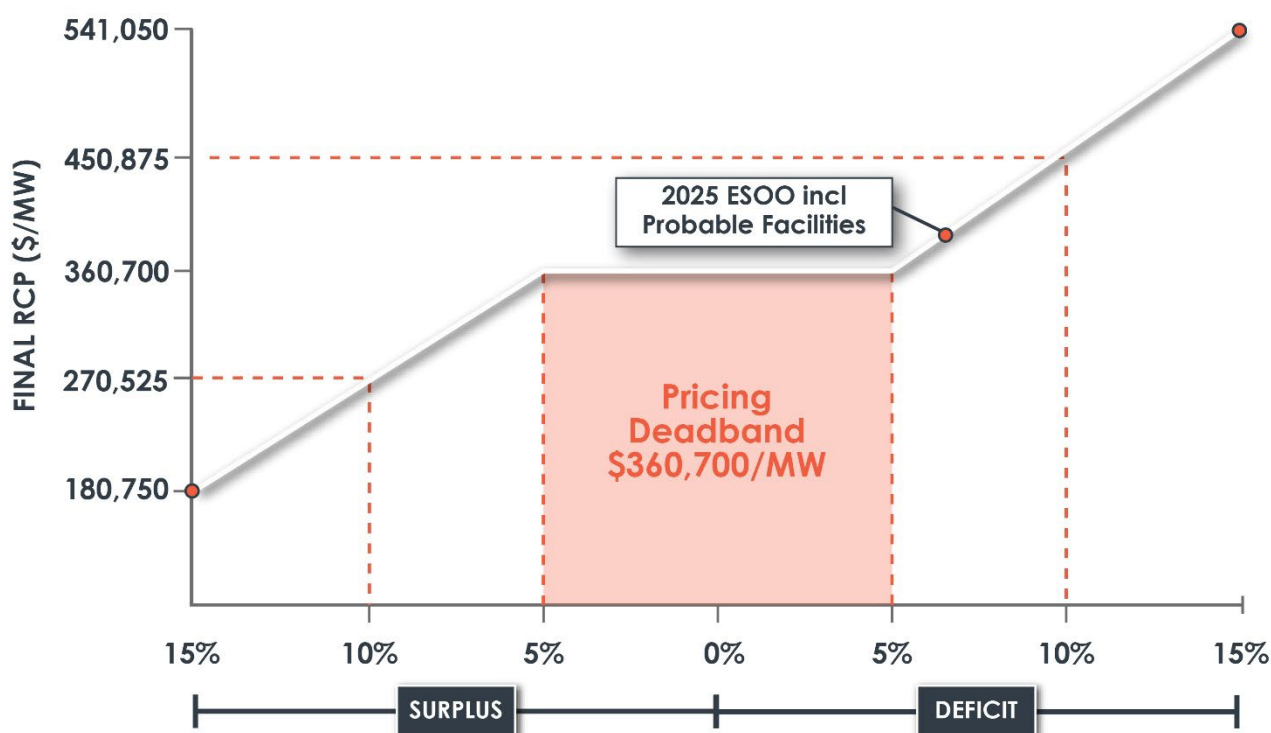 541,050
450,875
360,700
270,525
180,750
FINAL RCP ($/MW)
2025 ESOO incl
Probable Facilities
Pricing
Deadband
$360,700/MW
15% 10% 5% 0% 5% 10% 15%
SURPLUS DEFICIT